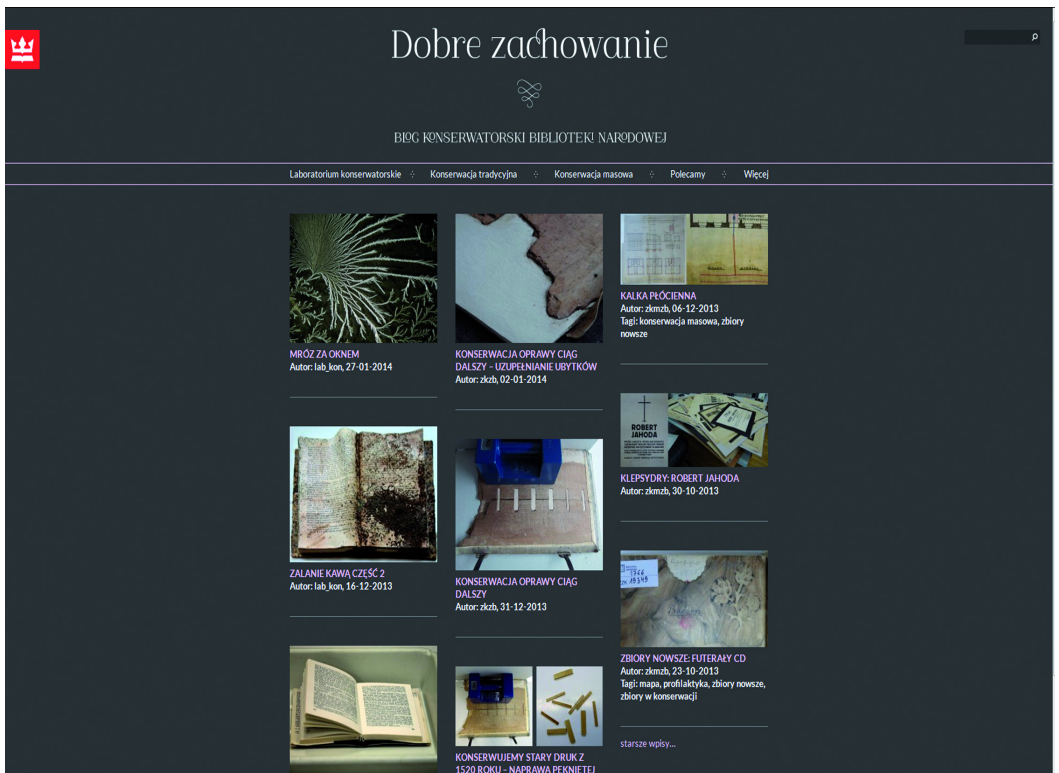 Dobre zachowanie
BLOG KONSERWATORSKI BIBLIOTEKI NARODOWEJ
Laboratorium konserwatorskie
Konserwacja tradycyjna
Konserwacja masowa
Polecamy
Więcej
MRÓZ ZA OKNEM
Autor: lab_kon, 27-01-2014
ZALANIE KAWĄ CZĘŚĆ 2
Autor: lab_kon, 16-12-2013
KONSERWACJA OPRAWY CIĄG
DALSZY – UZUPEŁNIANIE UBYTKÓW
Autor: zkzb, 02-01-2014
KONSERWACJA OPRAWY CIĄG
DALSZY
Autor: zkzb, 31-12-2013
KONSERWUJEMY STARY DRUK Z
1520 ROKU – NAPRAWA PĘKNIĘTEJ
KALKA PŁÓCIENNA
Autor: zkmzb, 06-12-2013
Tagi: konserwacja masowa, zbiory
nowsze
ROBERT
JAHODA
KLEPSYDRY: ROBERT JAHODA
Autor: zkmzb, 30-10-2013
ZBIORY NOWSZE: FUTERAŁY CD
Autor: zkmzb, 23-10-2013
Tagi: mapa, profilaktyka, zbiory nowsze,
zbiory w konserwacji
starsze wpisy...